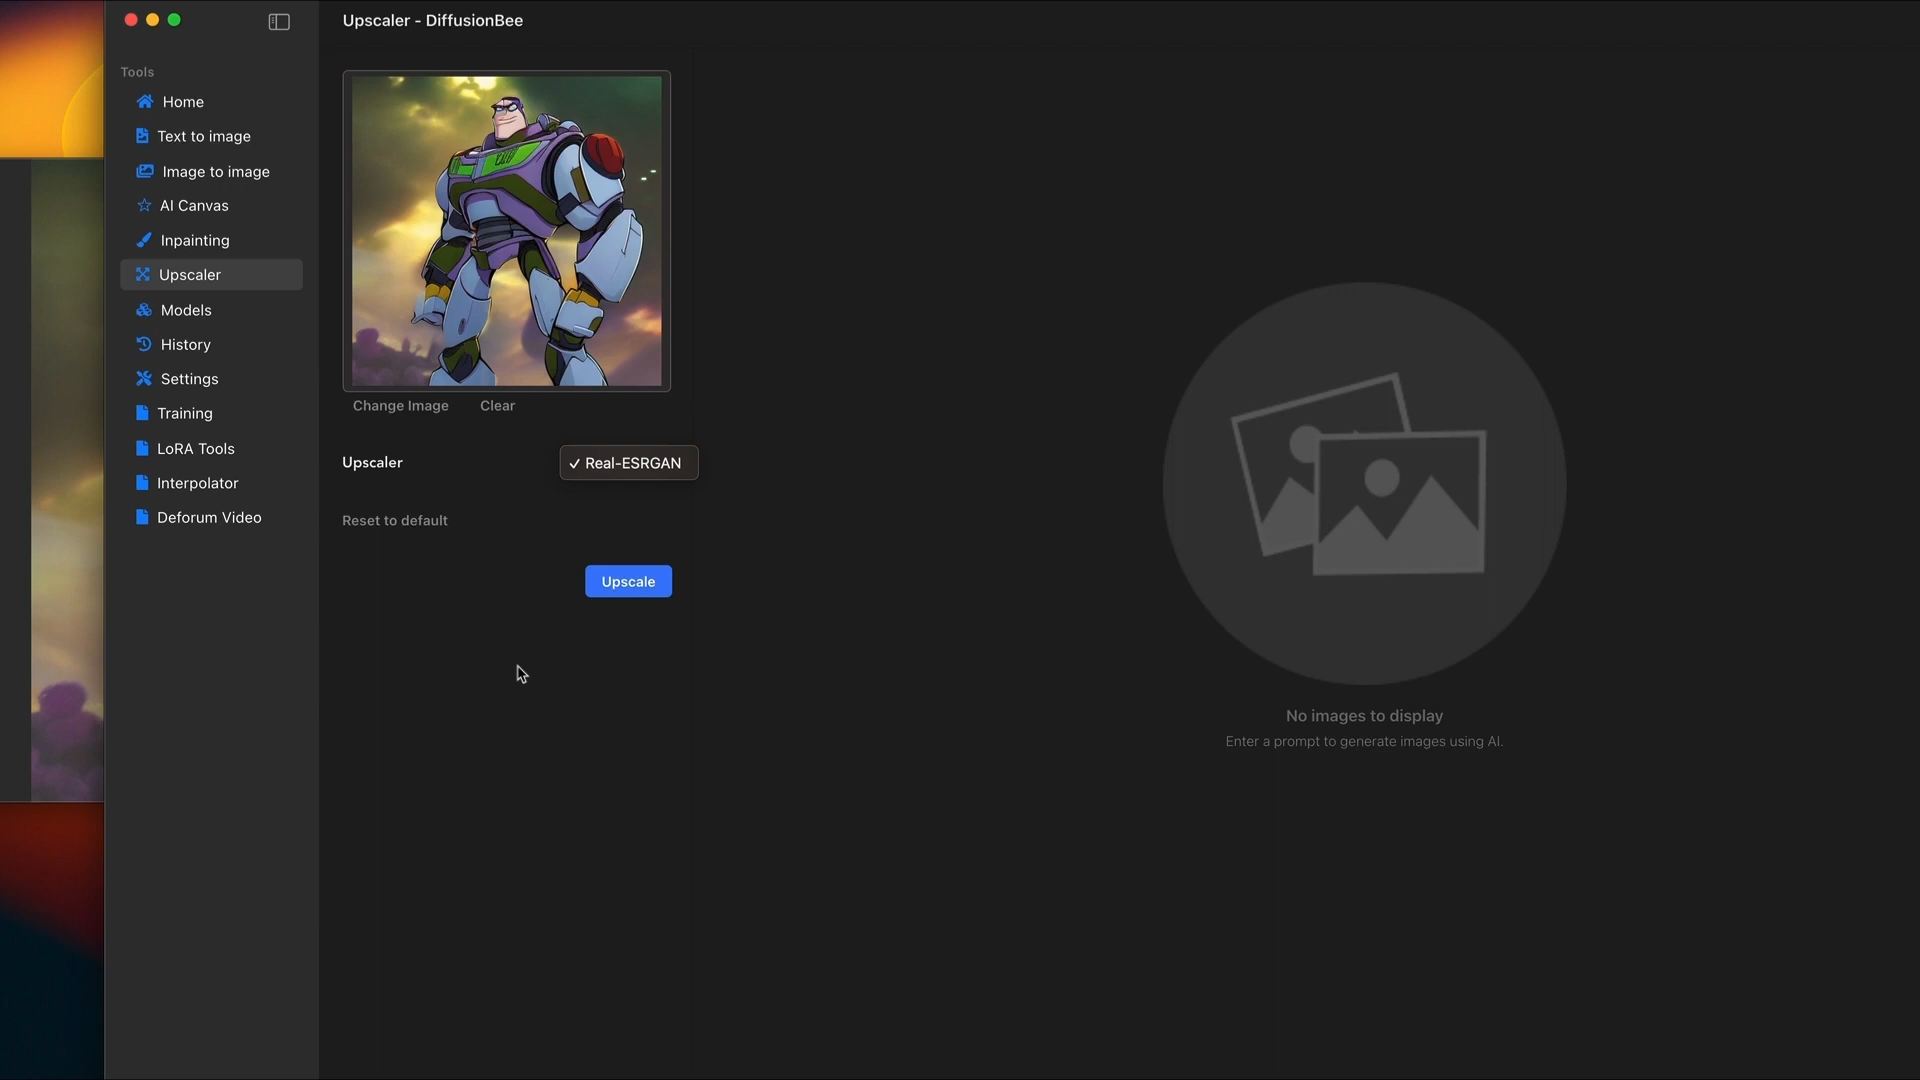 Upscaler - DiffusionBee
Tools
Home
Text to image
Image to image
AI Canvas
Inpainting
Upscaler
Models
History
Settings
Training
LoRA Tools
Interpolator
Deforum Video
Change Image
Clear
Upscaler
✓ Real-ESRGAN
Reset to default
Upscale
No images to display
Enter a prompt to generate images using AI.